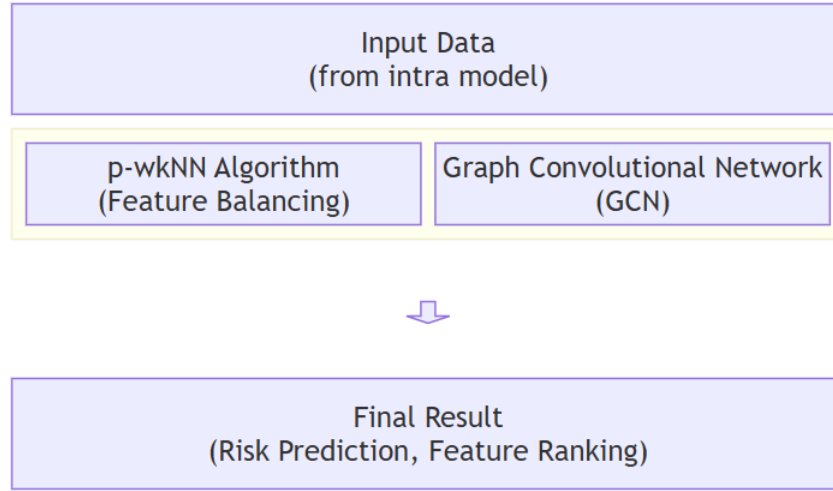 Input Data
(from intra model)
p-wkNN Algorithm
(Feature Balancing)
Graph Convolutional Network
(GCN)
Final Result
(Risk Prediction, Feature Ranking)